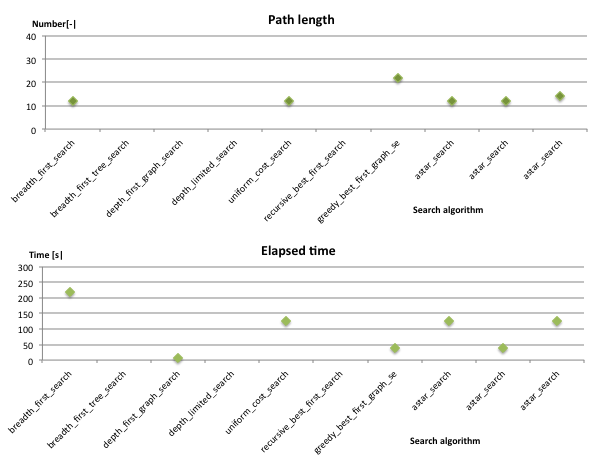 Path length
Number[-]
40
30
20
10
0
breadth_first_search
breadth_first_tree_search
depth_first_graph_search
depth_limited_search
uniform_cost_search
recursive_best_first_search
greedy_best_first_graph_se
astar_search
astar_search
astar_search
Search algorithm
Elapsed time
Time [s]
300
250
200
150
100
50
0
breadth_first_search
breadth_first_tree_search
depth_first_graph_search
depth_limited_search
uniform_cost_search
recursive_best_first_search
greedy_best_first_graph_se
astar_search
astar_search
astar_search
Search algorithm